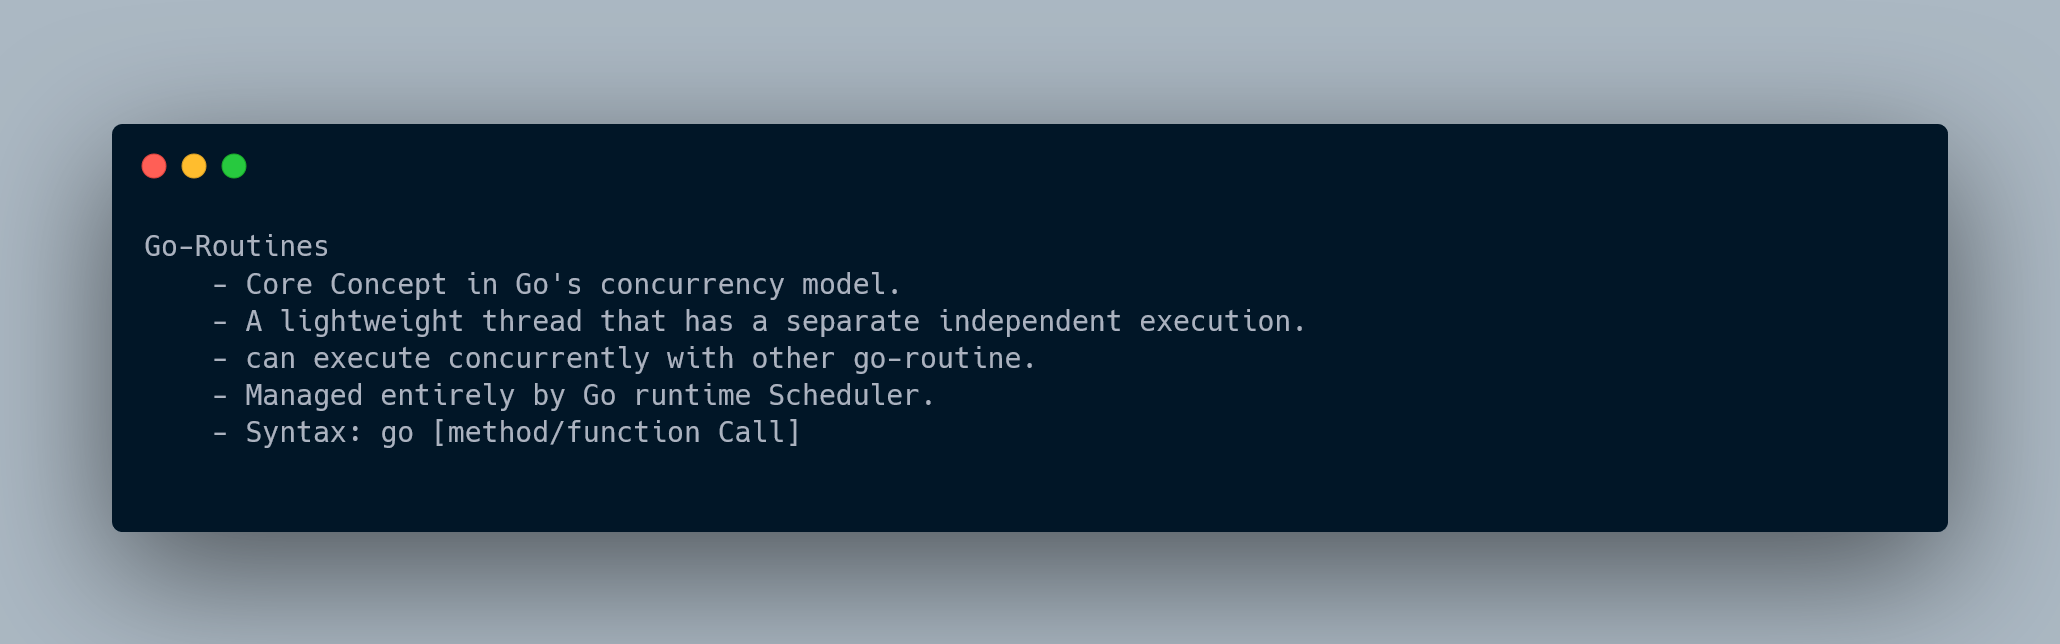 Go-Routines
- Core Concept in Go's concurrency model.
- A lightweight thread that has a separate independent execution.
- can execute concurrently with other go-routine.
- Managed entirely by Go runtime Scheduler.
- Syntax: go [method/function Call]